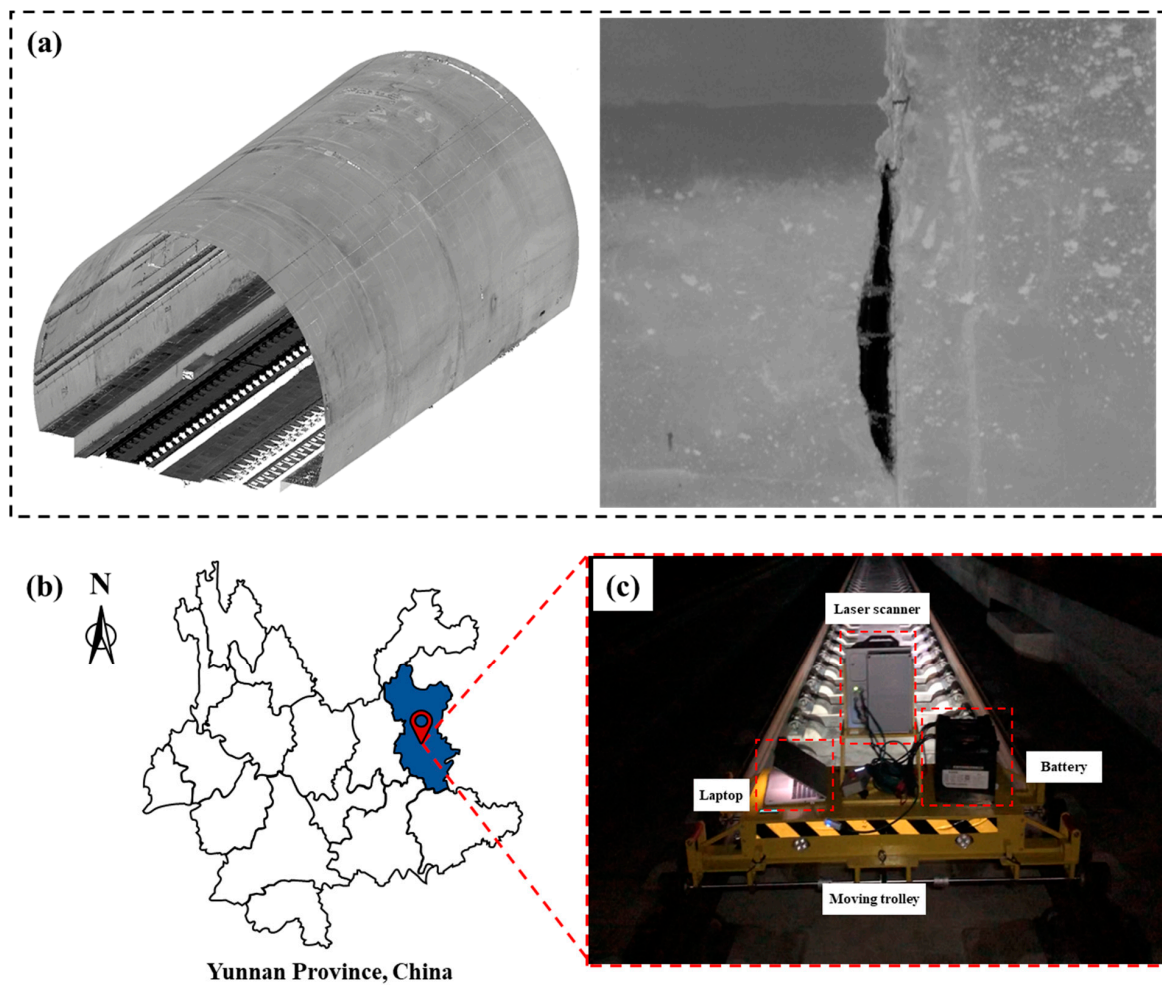 (a)
(b)
N
Yunnan Province, China
(c)
Laser scanner
Battery
Laptop
Moving trolley